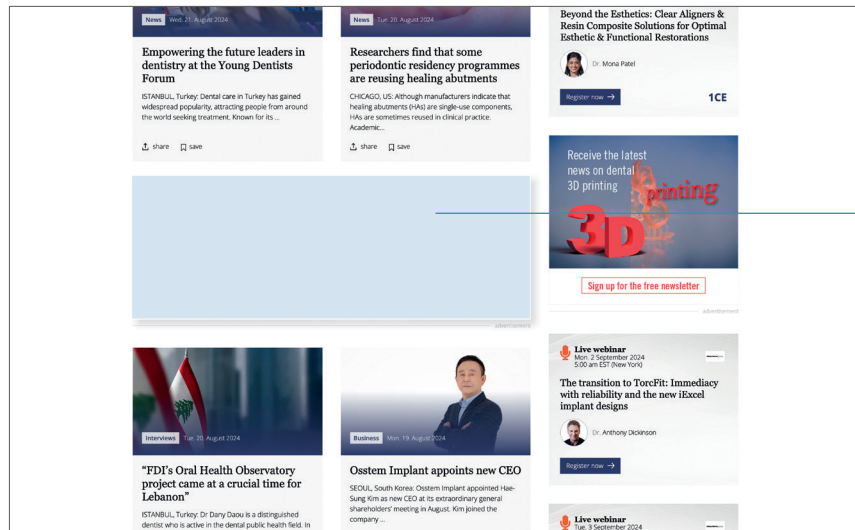 News Wed. 21. August 2024
Empowering the future leaders in
dentistry at the Young Dentists
Forum
ISTANBUL, Turkey: Dental care in Turkey has gained
widespread popularity, attracting people from around
the world seeking treatment. Known for its ...
share save
News Tue. 20. August 2024
Researchers find that some
periodontic residency programmes
are reusing healing abutments
CHICAGO, US: Although manufacturers indicate that
healing abutments (HAs) are single-use components,
HAs are sometimes reused in clinical practice.
Academic...
share save
advertisement
Interviews Tue. 20. August 2024
“FDI’s Oral Health Observatory
project came at a crucial time for
Lebanon”
ISTANBUL, Turkey: Dr Dany Daou is a distinguished
dentist who is active in the dental public health field. In
Business Mon. 19. August 2024
Osstem Implant appoints new CEO
SEOUL, South Korea: Osstem Implant appointed Hae-
Sung Kim as new CEO at its extraordinary general
shareholders’ meeting in August. Kim joined the
company ...
Beyond the Esthetics: Clear Aligners &
Resin Composite Solutions for Optimal
Esthetic & Functional Restorations
Dr. Mona Patel
Register now →
1CE
Receive the latest
news on dental
3D printing
3D
printing
Sign up for the free newsletter
advertisement
Live webinar
Mon. 2 September 2024
5:00 am EST (New York)
The transition to TorcFit: Immediacy
with reliability and the new iExcel
implant designs
Dr. Anthony Dickinson
Register now →
Live webinar
Tue. 3 September 2024